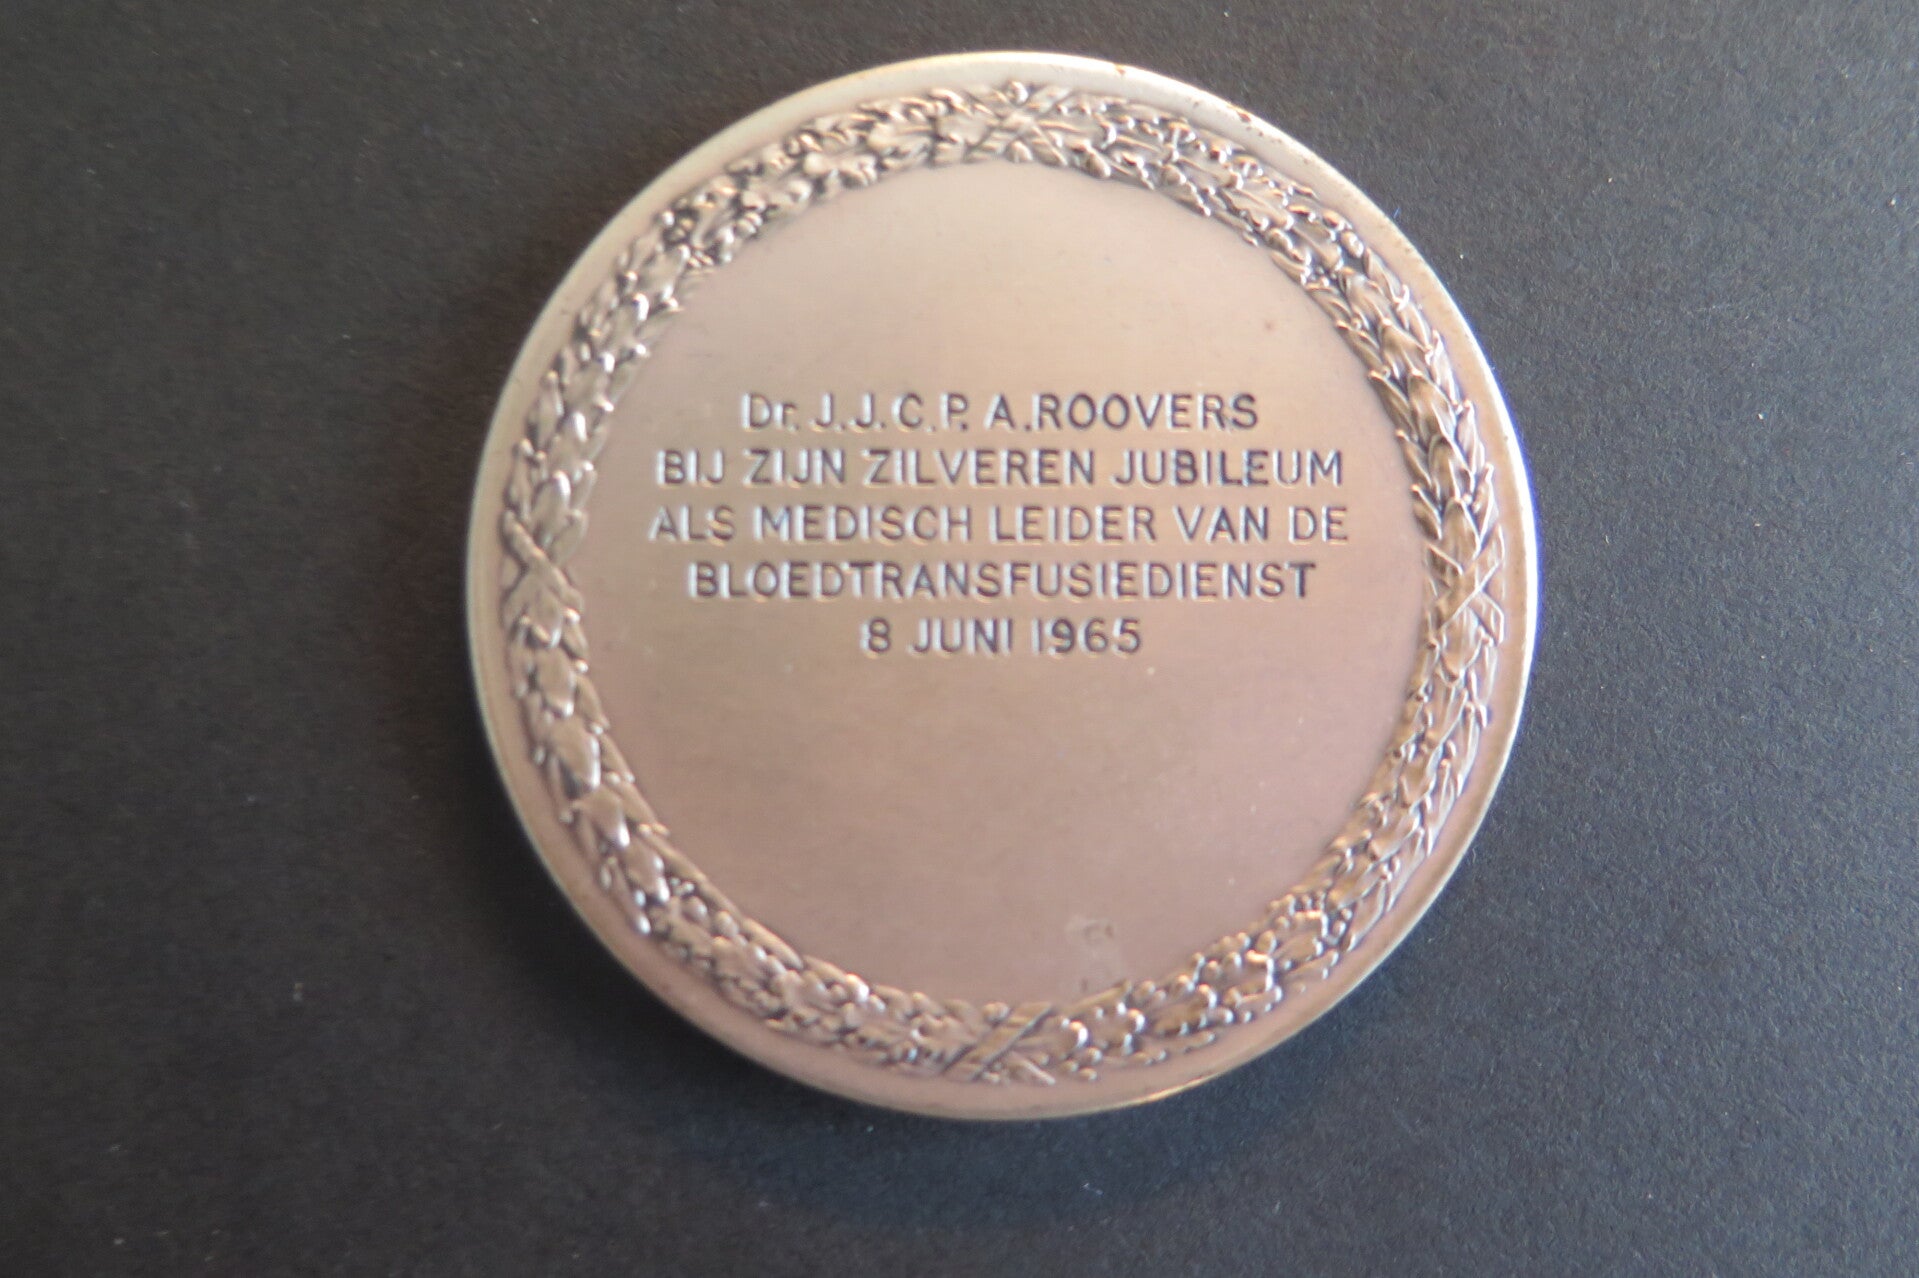 Dr. J.J.C.P. A.ROOVERS
BIJ ZIJN ZILVEREN JUBILEUM
ALS MEDISCH LEIDER VAN DE
BLOEDTRANSFUSIEDIENST
8 JUNI 1965